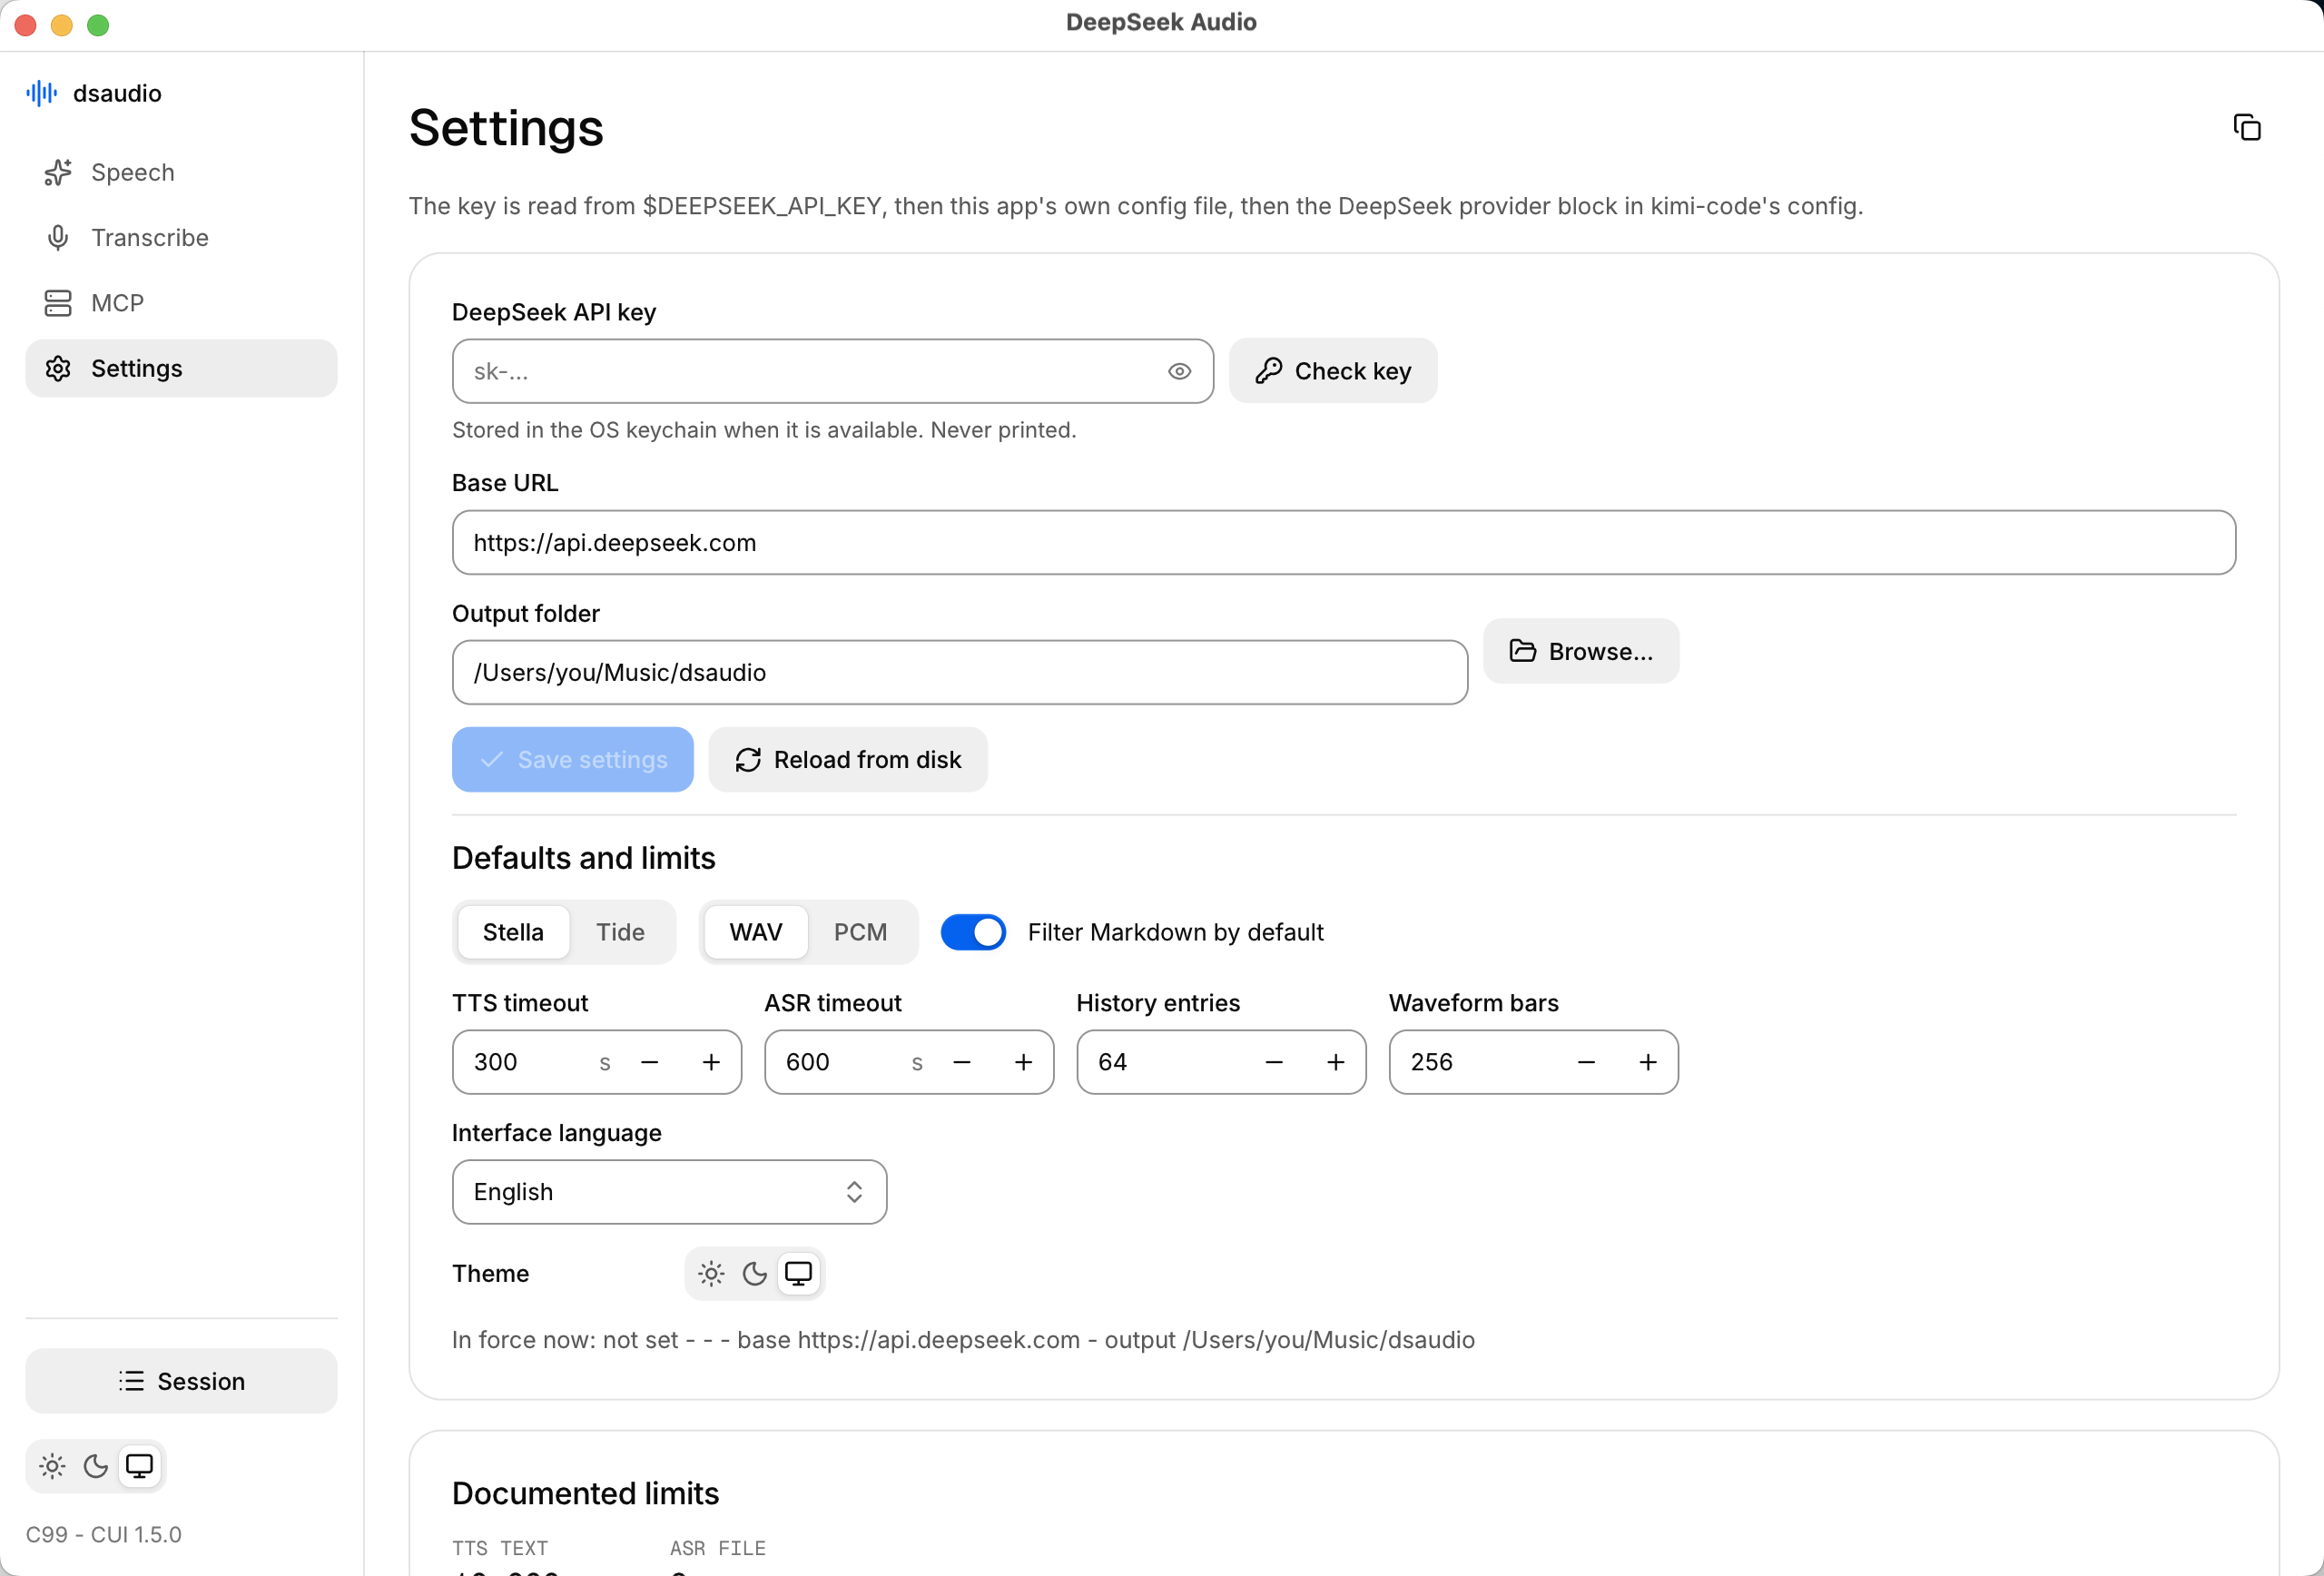 DeepSeek Audio
dsaudio
Speech
Transcribe
MCP
Settings
Session
C99 - CUI 1.5.0
Settings
The key is read from $DEEPSEEK_API_KEY, then this app's own config file, then the DeepSeek provider block in kimi-code's config.
DeepSeek API key
sk-...
Check key
Stored in the OS keychain when it is available. Never printed.
Base URL
https://api.deepseek.com
Output folder
/Users/you/Music/dsaudio
Browse...
Save settings
Reload from disk
Defaults and limits
Stella Tide WAV PCM Filter Markdown by default
TTS timeout ASR timeout History entries Waveform bars
300 s 600 s 64 256
Interface language
English
Theme
In force now: not set - - - base https://api.deepseek.com - output /Users/you/Music/dsaudio
Documented limits
TTS TEXT ASR FILE